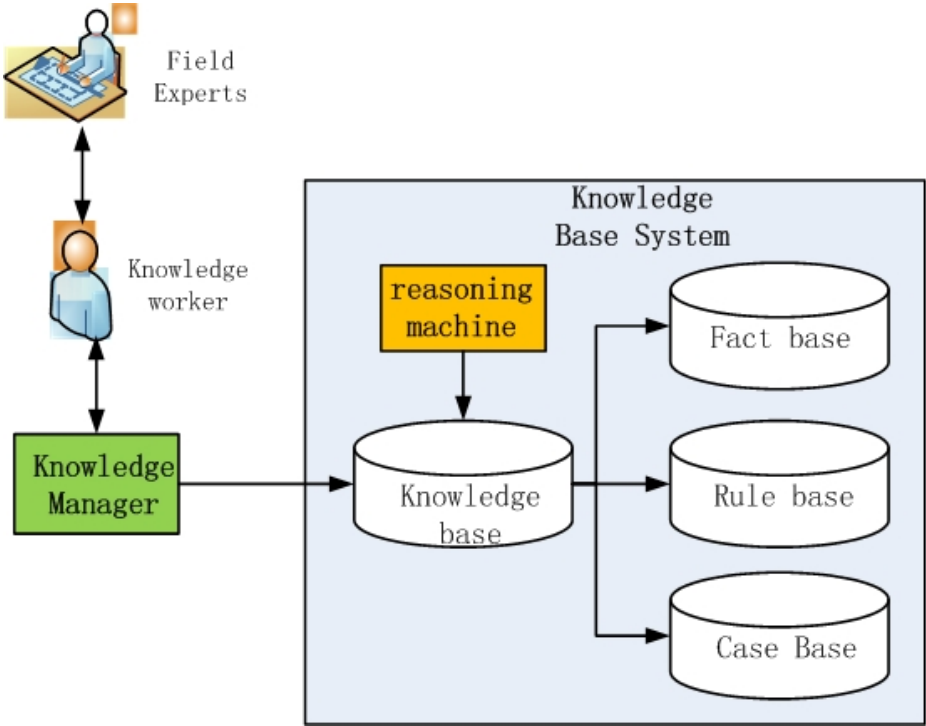 Field
Experts
Knowledge
worker
Knowledge
Manager
Knowledge
Base System
reasoning
machine
Knowledge
base
Fact base
Rule base
Case Base